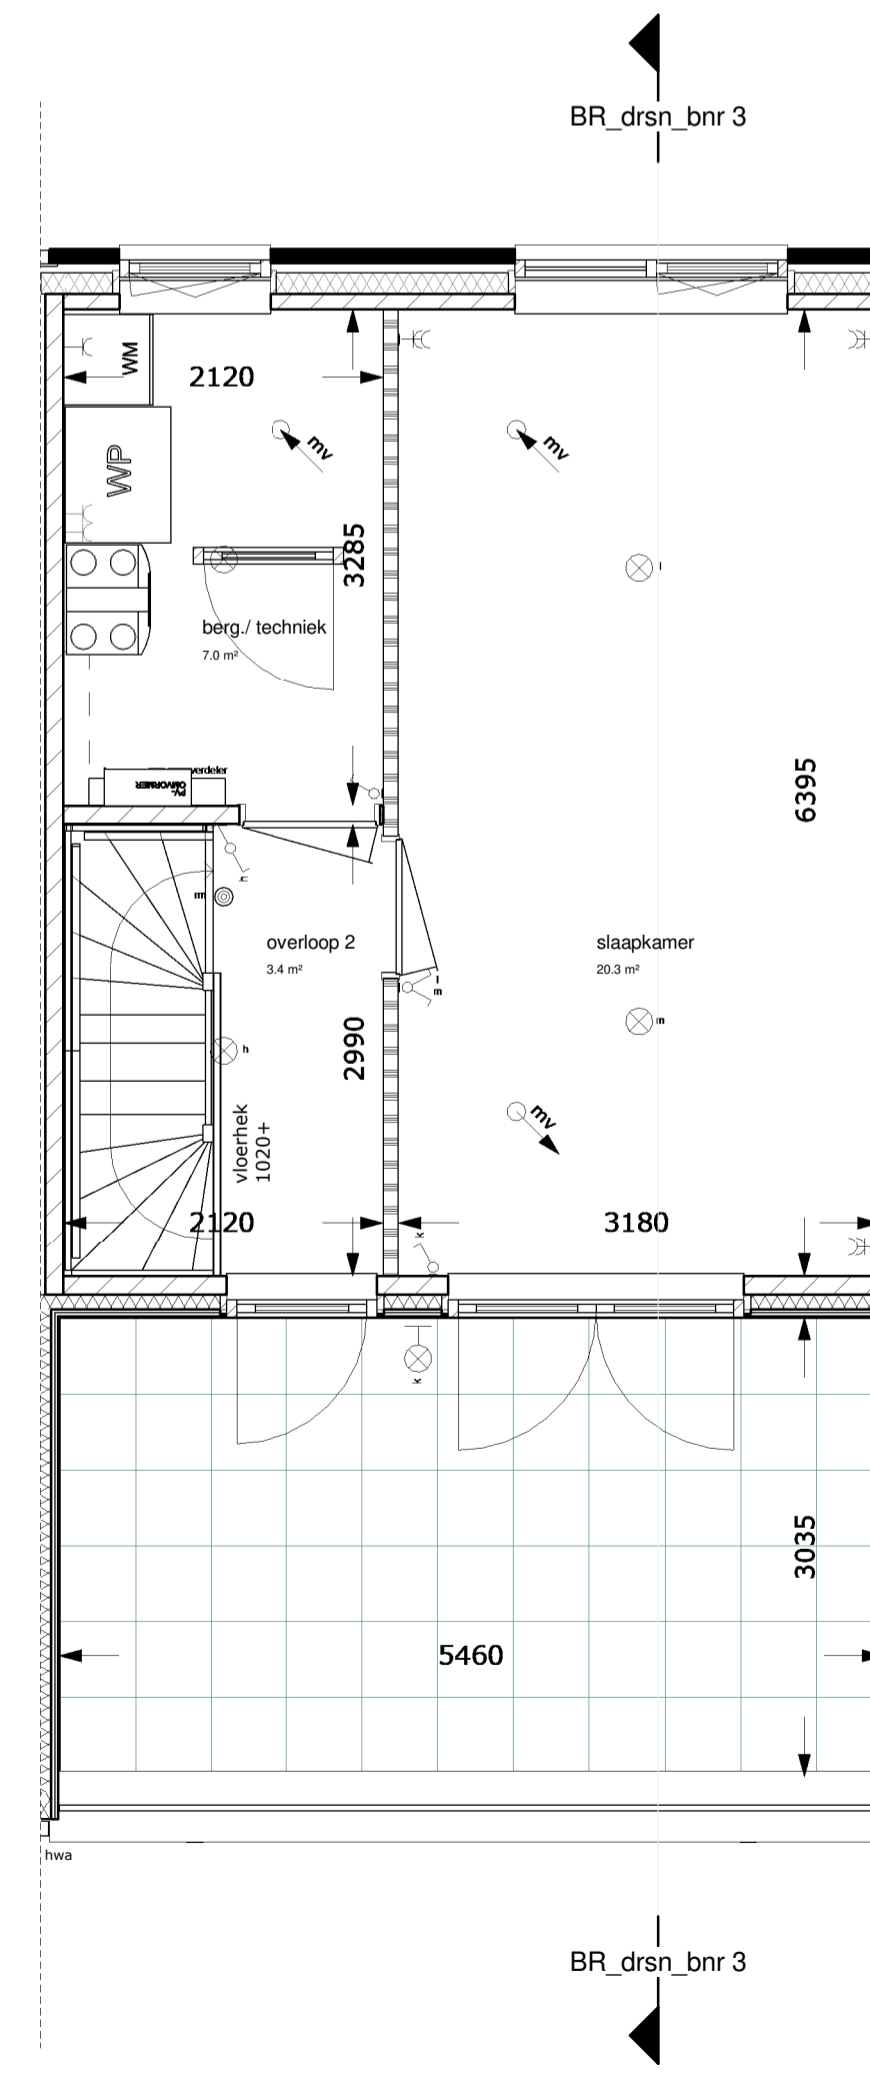 BR_drsn_bnr 3
WM
2120
mv
mv
WP
3285
l
berg./ techniek
7.0 m²
verdeler
PV-
OMVORMER
6395
h
m
overloop 2
3.4 m²
slaapkamer
20.3 m²
l
m
m
2990
h
mv
vloerhek
1020+
2120
3180
k
k
3035
5460
hwa
BR_drsn_bnr 3